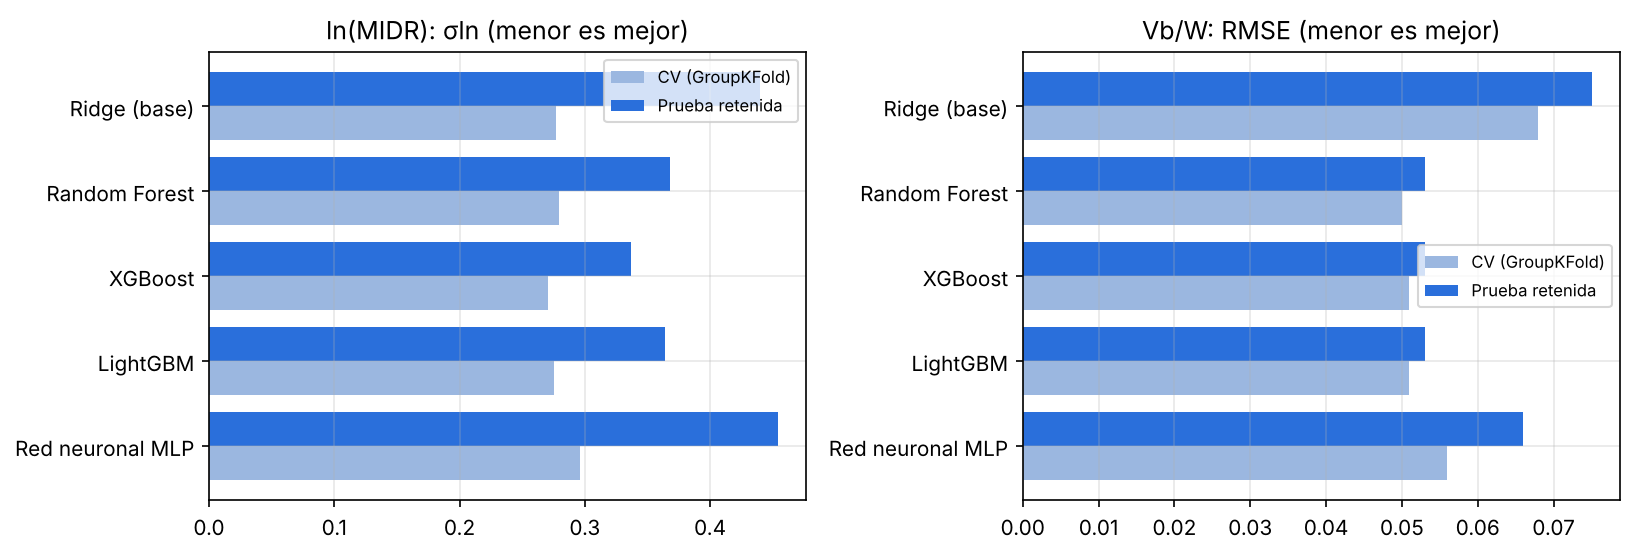 ln(MIDR): σln (menor es mejor)
CV (GroupKFold)
Prueba retenida
Ridge (base)
Random Forest
XGBoost
LightGBM
Red neuronal MLP
0.0 0.1 0.2 0.3 0.4
Vb/W: RMSE (menor es mejor)
Ridge (base)
Random Forest
XGBoost
LightGBM
Red neuronal MLP
CV (GroupKFold)
Prueba retenida
0.00 0.01 0.02 0.03 0.04 0.05 0.06 0.07